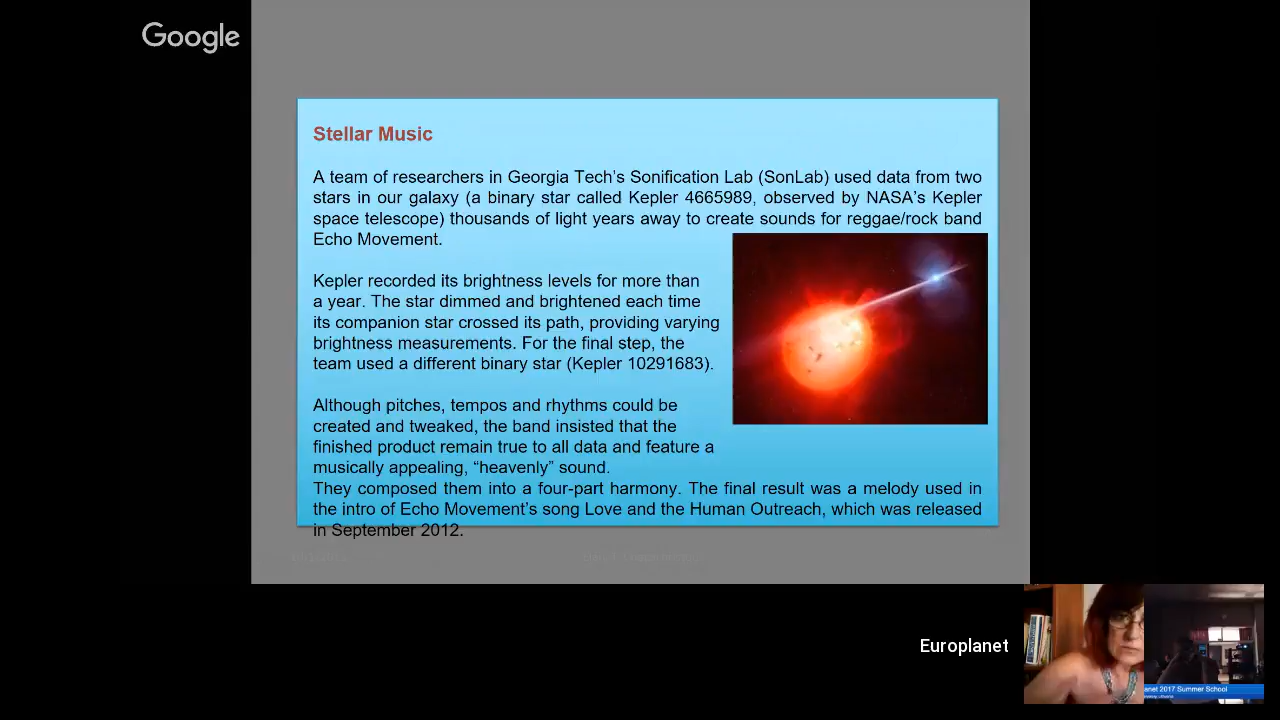 Google
Stellar Music
A team of researchers in Georgia Tech's Sonification Lab (SonLab) used data from two
stars in our galaxy (a binary star called Kepler 4665989, observed by NASA's Kepler
space telescope) thousands of light years away to create sounds for reggae/rock band
Echo Movement.
Kepler recorded its brightness levels for more than
a year. The star dimmed and brightened each time
its companion star crossed its path, providing varying
brightness measurements. For the final step, the
team used a different binary star (Kepler 10291683).
Although pitches, tempos and rhythms could be
created and tweaked, the band insisted that the
finished product remain true to all data and feature a
musically appealing, “heavenly” sound.
They composed them into a four-part harmony. The final result was a melody used in
the intro of Echo Movement’s song Love and the Human Outreach, which was released
in September 2012.
Europlanet
2017 Summer School